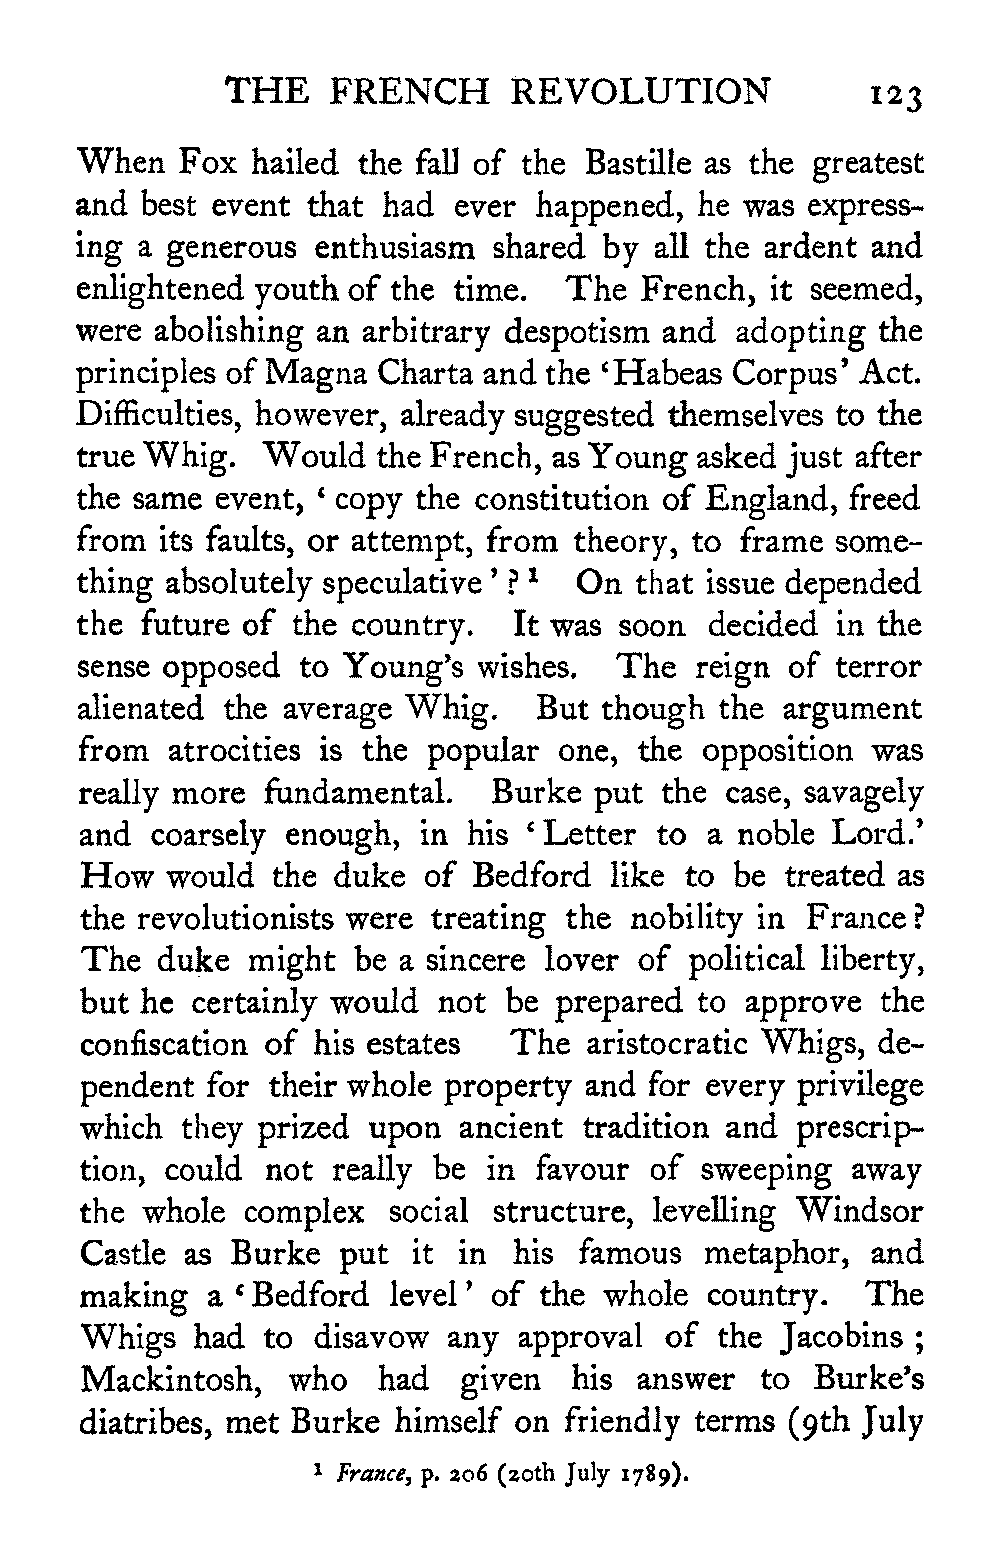 THE FRENCH REVOLUTION 123
When Fox hailed the fall of the Bastille as the greatest
and best event that had ever happened, he was express-
ing a generous enthusiasm shared by all the ardent and
enlightened youth of the time. The French, it seemed,
were abolishing an arbitrary despotism and adopting the
principles of Magna Charta and the ‘Habeas Corpus’ Act.
Difficulties, however, already suggested themselves to the
true Whig. Would the French, as Young asked just after
the same event, ‘ copy the constitution of England, freed
from its faults, or attempt, from theory, to frame some-
thing absolutely speculative ’ ? ¹ On that issue depended
the future of the country. It was soon decided in the
sense opposed to Young’s wishes. The reign of terror
alienated the average Whig. But though the argument
from atrocities is the popular one, the opposition was
really more fundamental. Burke put the case, savagely
and coarsely enough, in his ‘ Letter to a noble Lord.’
How would the duke of Bedford like to be treated as
the revolutionists were treating the nobility in France ?
The duke might be a sincere lover of political liberty,
but he certainly would not be prepared to approve the
confiscation of his estates The aristocratic Whigs, de-
pendent for their whole property and for every privilege
which they prized upon ancient tradition and prescrip-
tion, could not really be in favour of sweeping away
the whole complex social structure, levelling Windsor
Castle as Burke put it in his famous metaphor, and
making a ‘ Bedford level ’ of the whole country. The
Whigs had to disavow any approval of the Jacobins ;
Mackintosh, who had given his answer to Burke’s
diatribes, met Burke himself on friendly terms (9th July
¹ France, p. 206 (20th July 1789).